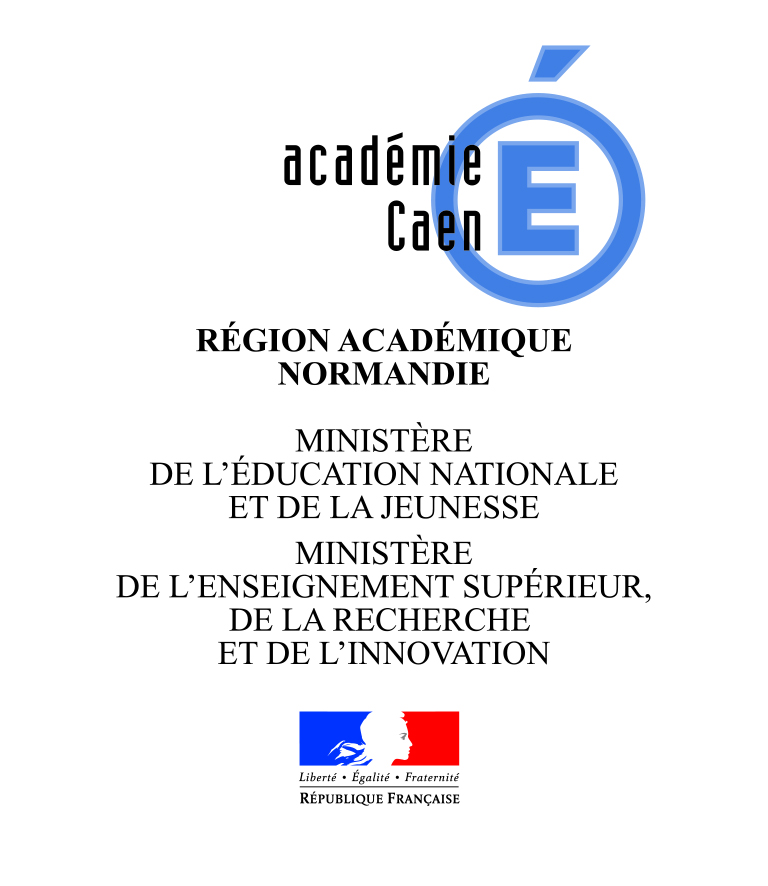 académie
Caen
É
RÉGION ACADÉMIQUE
NORMANDIE
MINISTÈRE
DE L’ÉDUCATION NATIONALE
ET DE LA JEUNESSE
MINISTÈRE
DE L’ENSEIGNEMENT SUPÉRIEUR,
DE LA RECHERCHE
ET DE L’INNOVATION
Liberté • Égalité • Fraternité
RÉPUBLIQUE FRANÇAISE